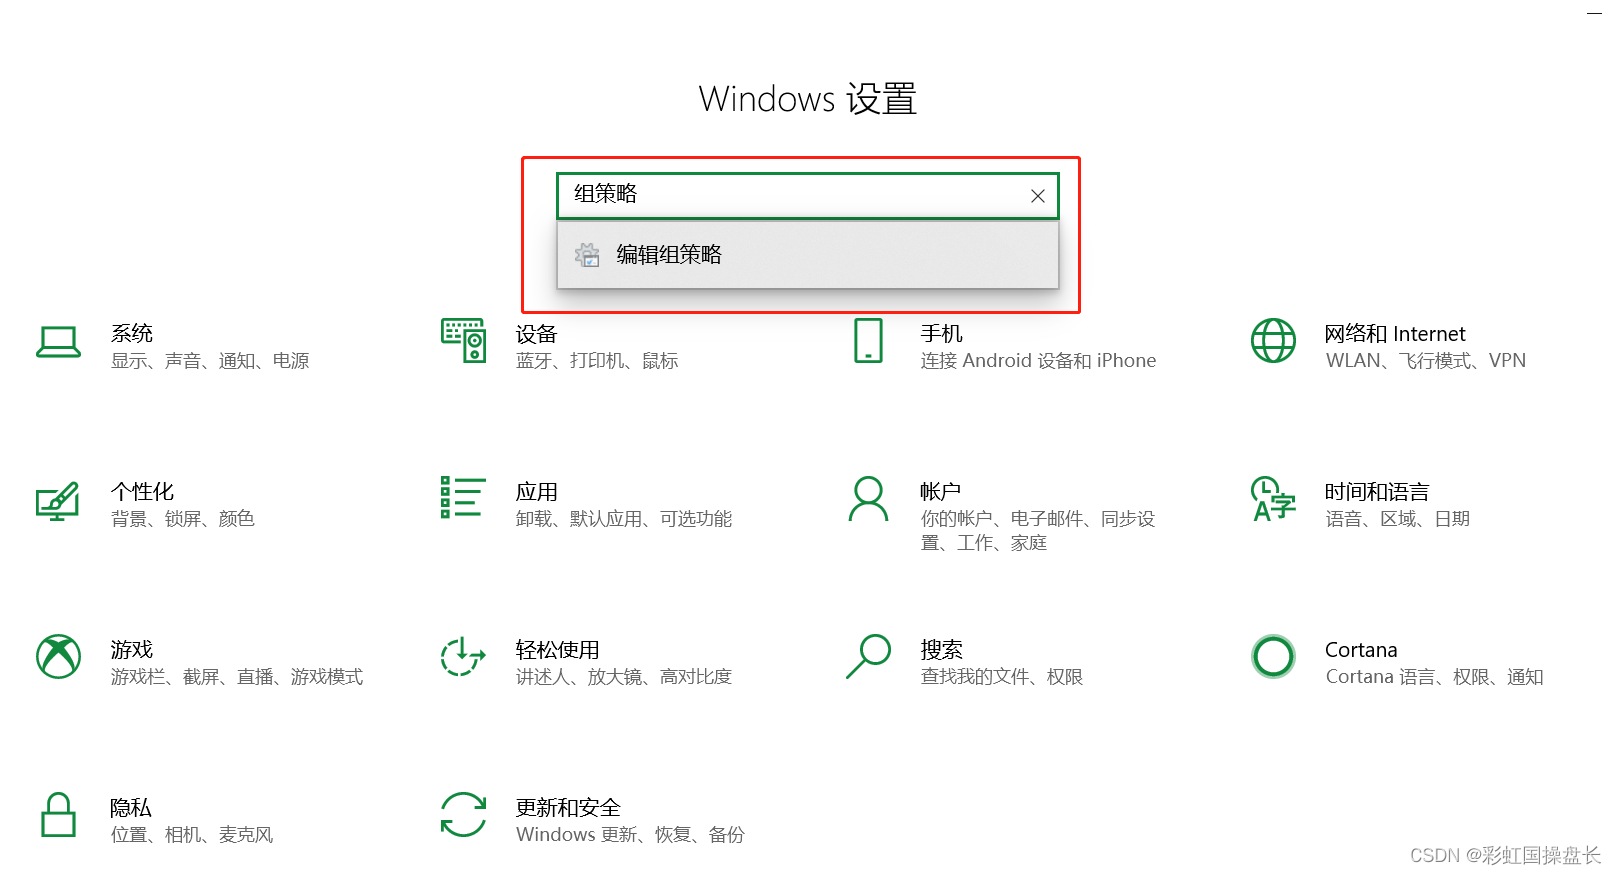 Windows 设置
组策略
编辑组策略
系统
显示、声音、通知、电源
设备
蓝牙、打印机、鼠标
手机
连接 Android 设备和 iPhone
网络和 Internet
WLAN、飞行模式、VPN
个性化
背景、锁屏、颜色
应用
卸载、默认应用、可选功能
帐户
你的帐户、电子邮件、同步设
置、工作、家庭
时间和语言
语音、区域、日期
游戏
游戏栏、截屏、直播、游戏模式
轻松使用
讲述人、放大镜、高对比度
搜索
查找我的文件、权限
Cortana
Cortana 语言、权限、通知
隐私
位置、相机、麦克风
更新和安全
Windows 更新、恢复、备份
CSDN @彩虹国操盘长